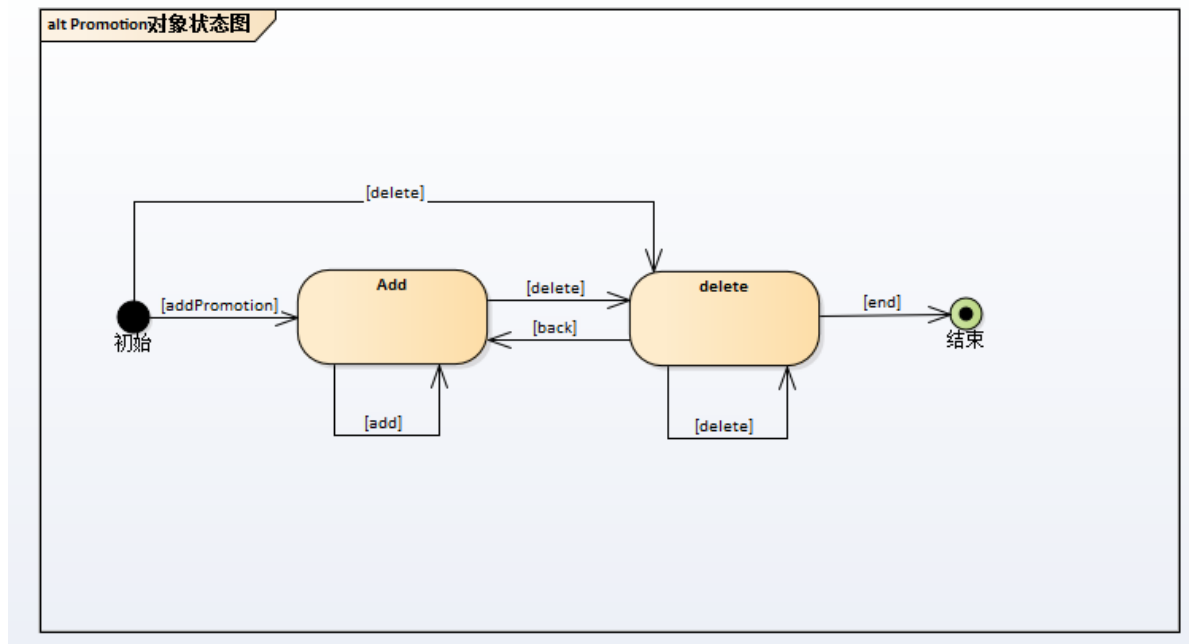 alt Promotion对象状态图
[delete]
Add
delete
[addPromotion]
[delete]
[end]
[back]
初始
结束
[add]
[delete]